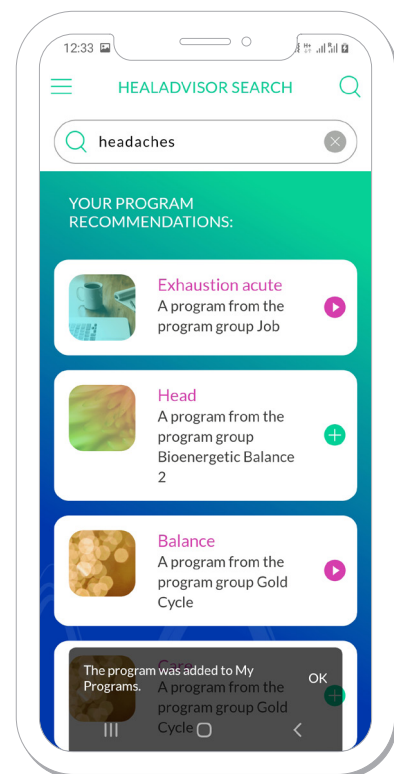 12:33
HEALADVISOR SEARCH
headaches
YOUR PROGRAM
RECOMMENDATIONS:
Exhaustion acute
A program from the
program group Job
Head
A program from the
program group
Bioenergetic Balance
2
Balance
A program from the
program group Gold
Cycle
Care
A program from the
program group Gold
Cycle
The program was added to My
Programs.
OK